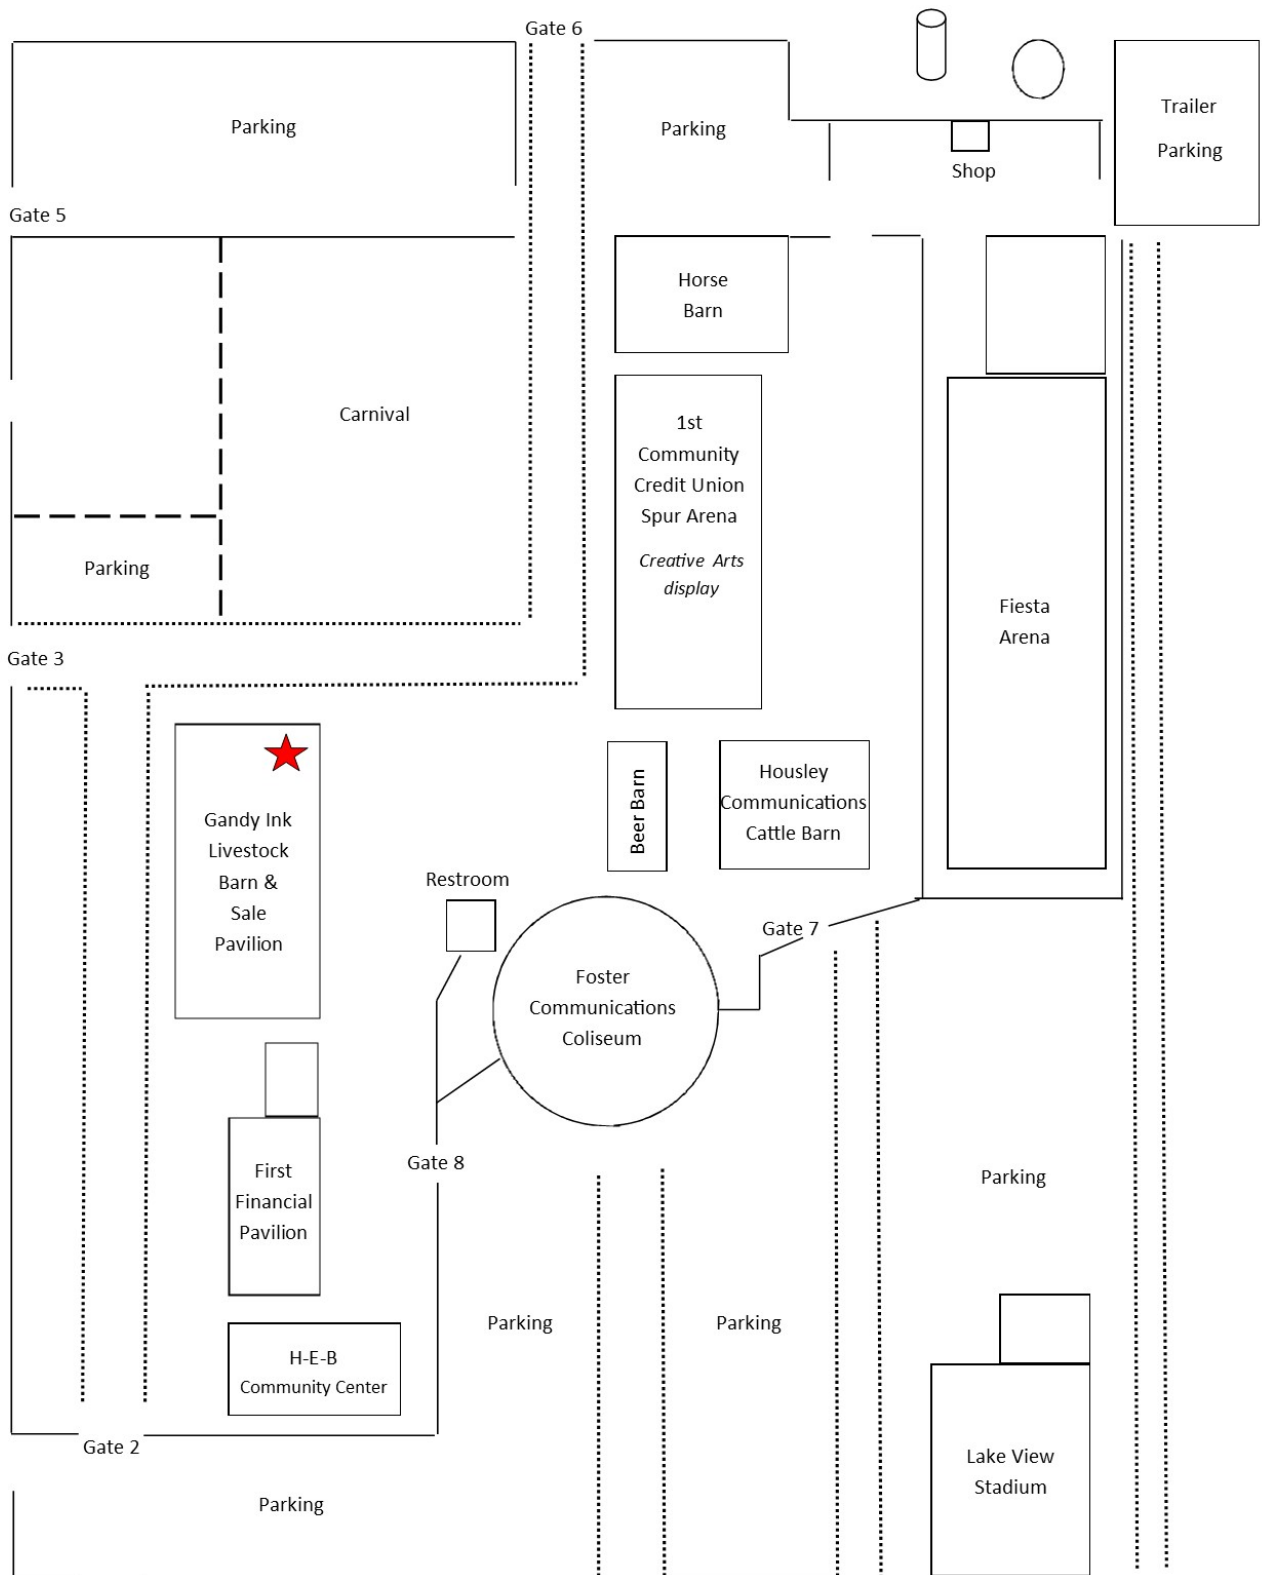 Gate 6
Parking
Parking
Trailer
Parking
Shop
Gate 5
Horse
Barn
Carnival
1st
Community
Credit Union
Spur Arena
Creative Arts
display
Parking
Fiesta
Arena
Gate 3
Gandy Ink
Livestock
Barn &
Sale
Pavilion
Beer Barn
Housley
Communications
Cattle Barn
Restroom
Gate 7
Foster
Communications
Coliseum
Gate 8
First
Financial
Pavilion
Parking
Parking
Parking
H-E-B
Community Center
Gate 2
Lake View
Stadium
Parking